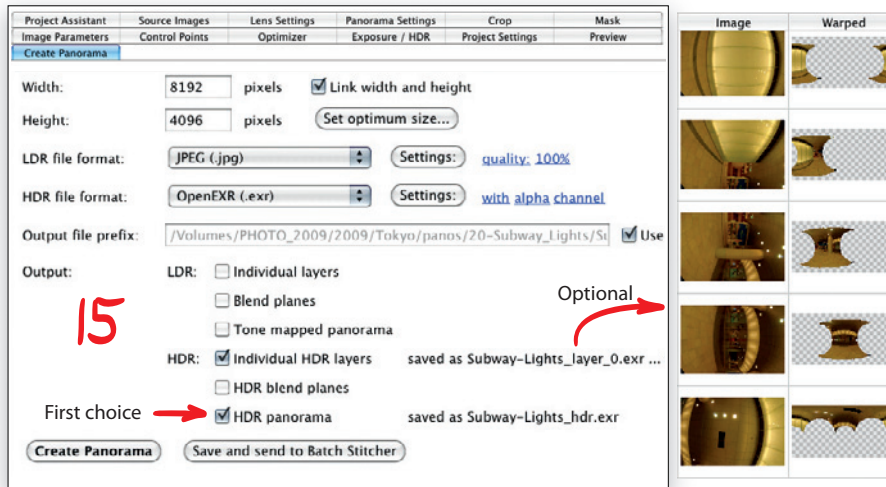 Project Assistant Source Images Lens Settings Panorama Settings Crop Mask
Image Parameters Control Points Optimizer Exposure / HDR Project Settings Preview
Create Panorama
Width: 8192 pixels Link width and height
Height: 4096 pixels Set optimum size...
LDR file format: JPEG (.jpg) Settings: quality: 100%
HDR file format: OpenEXR (.exr) Settings: with alpha channel
Output file prefix: /Volumes/PHOTO_2009/2009/Tokyo/panos/20-Subway_Lights/Su Use
Output: LDR: Individual layers
Blend planes
Tone mapped panorama
HDR: Individual HDR layers saved as Subway-Lights_layer_0.exr ...
HDR blend planes
HDR panorama saved as Subway-Lights_hdr.exr
Create Panorama Save and send to Batch Stitcher
15
First choice
Optional
Image Warped